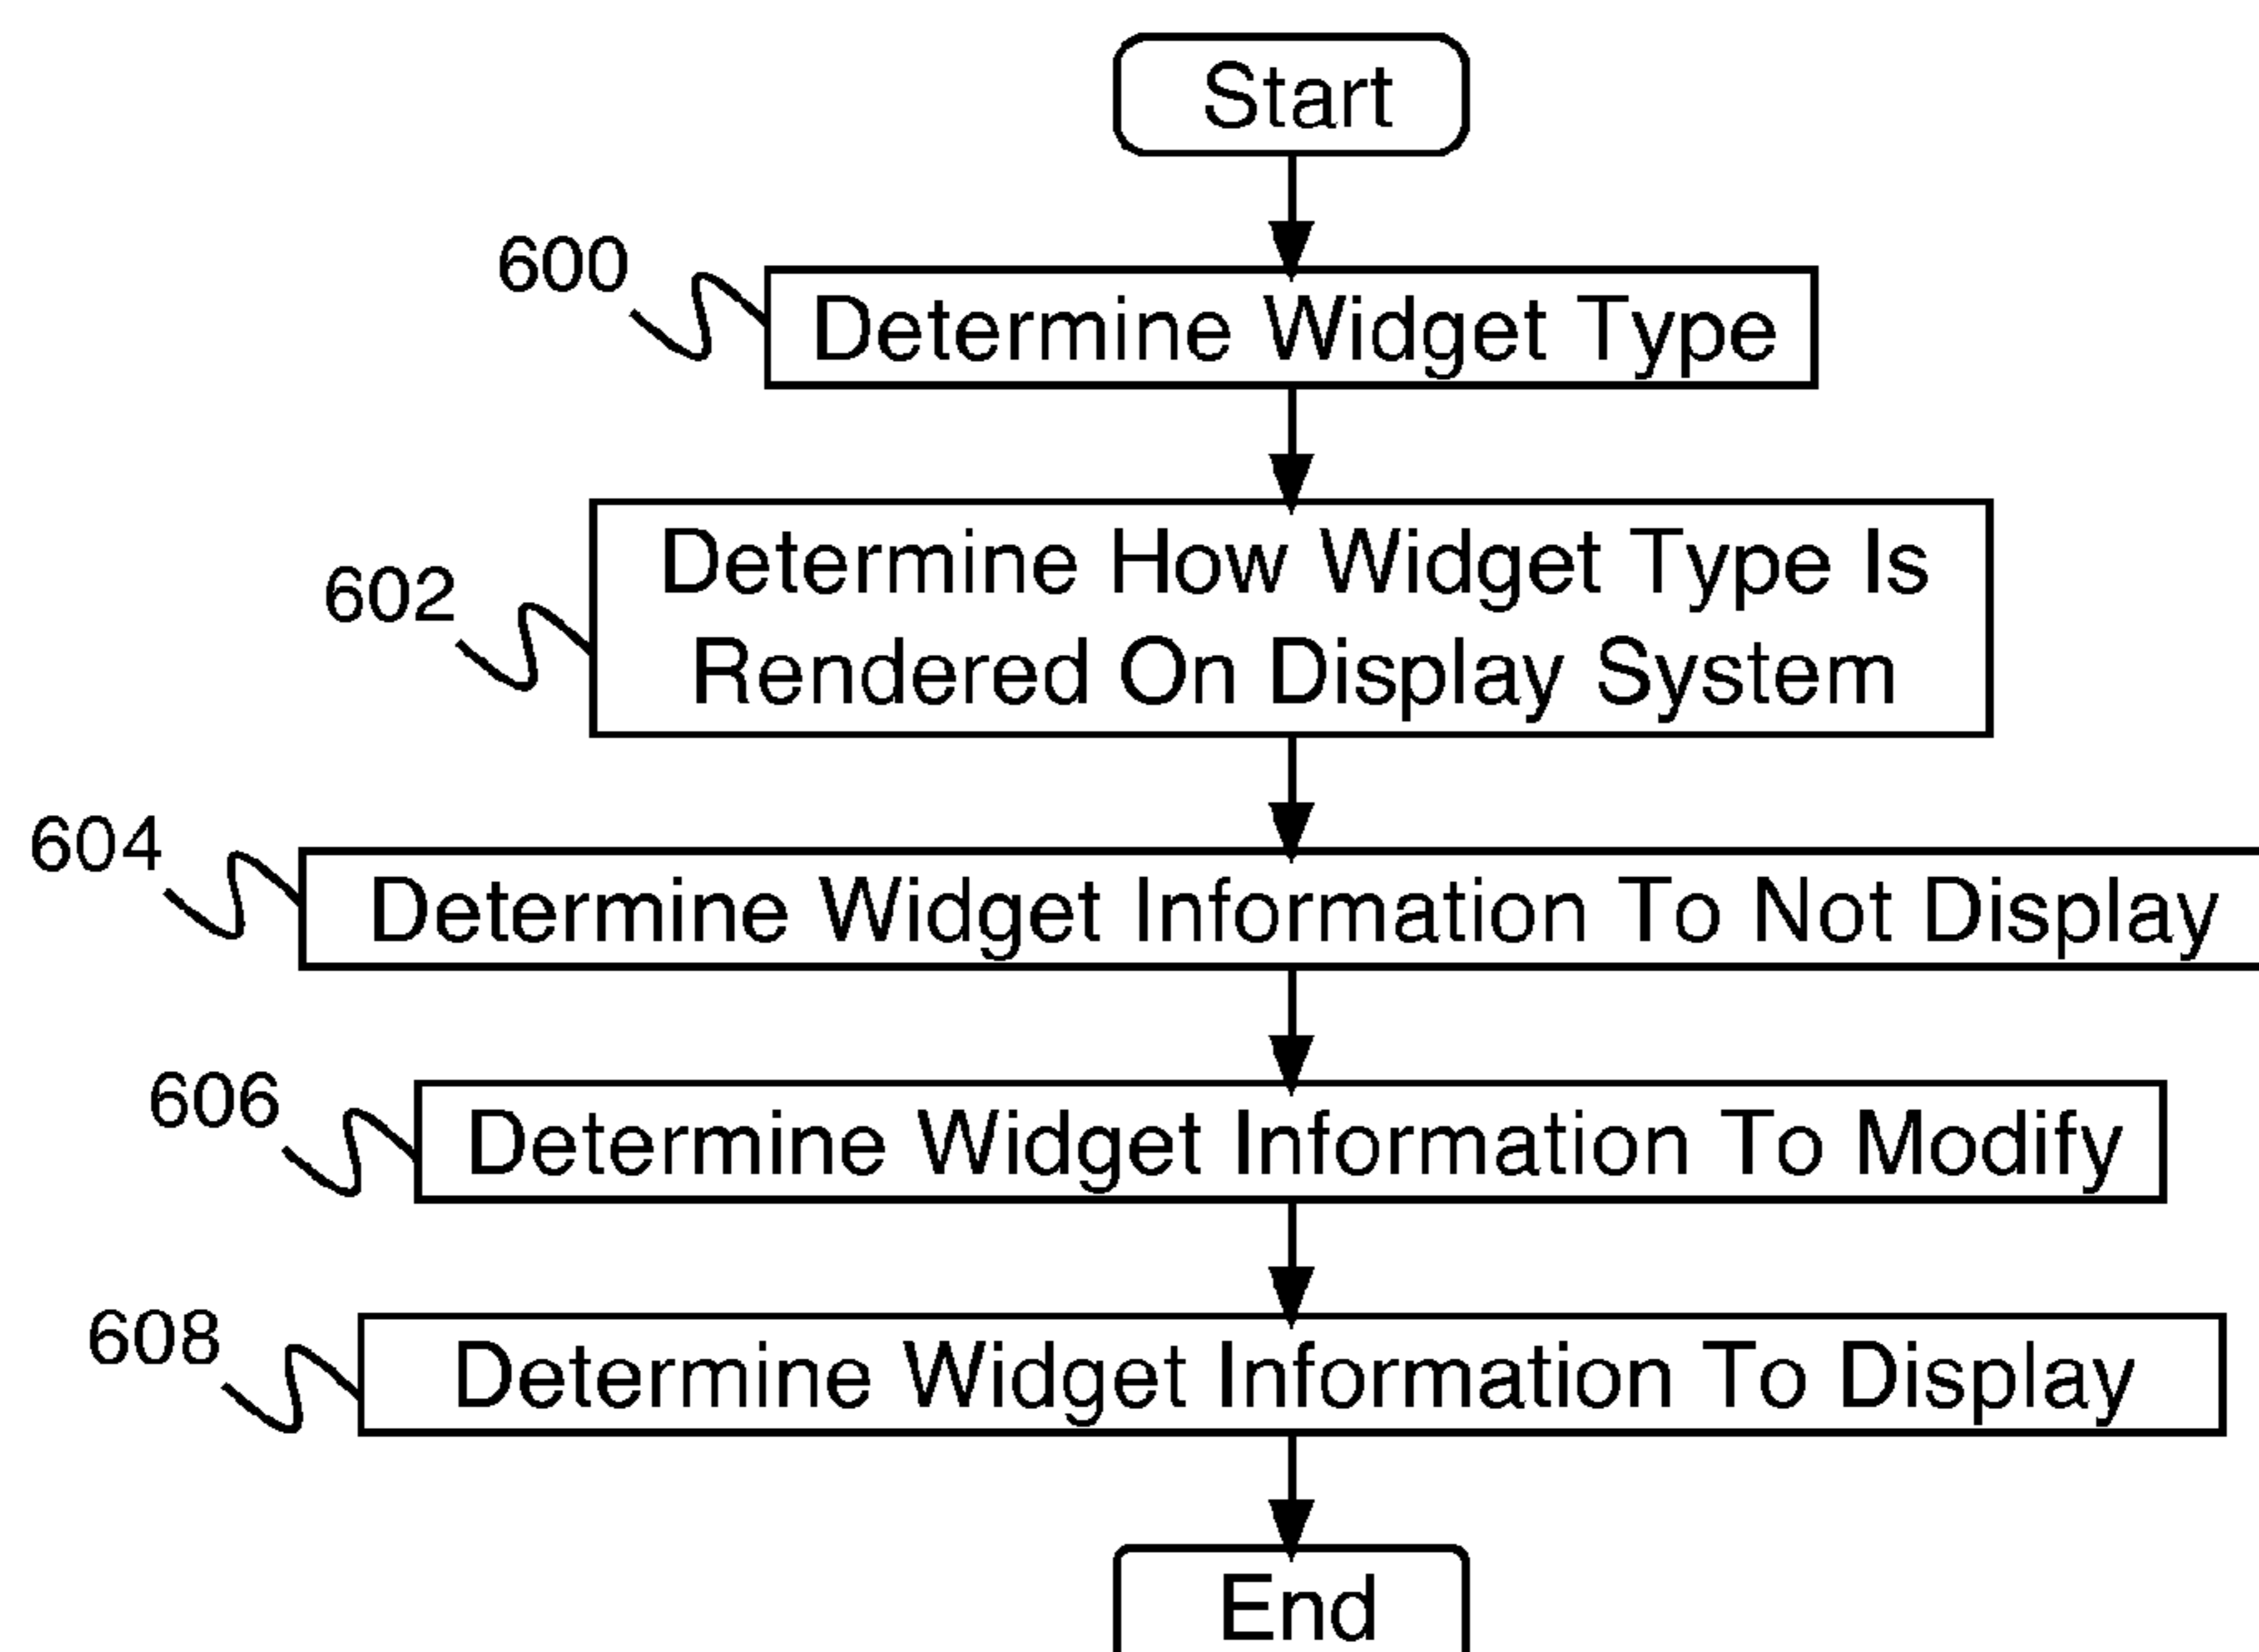 Start
600
Determine Widget Type
602
Determine How Widget Type Is
Rendered On Display System
604
Determine Widget Information To Not Display
606
Determine Widget Information To Modify
608
Determine Widget Information To Display
End